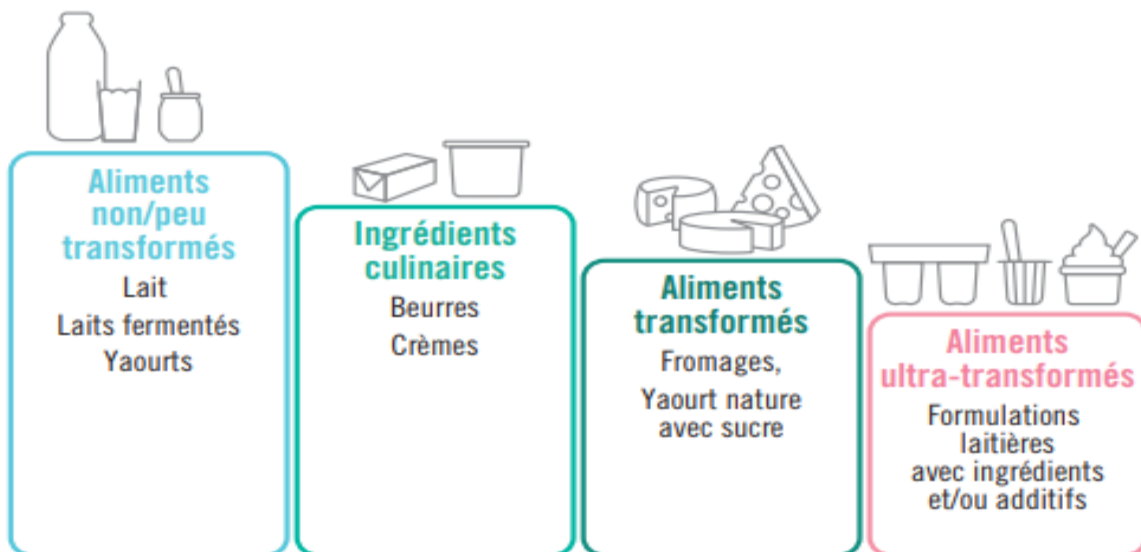 Aliments
non/peu
transformés
Lait
Laits fermentés
Yaourts
Ingrédients
culinaires
Beurres
Crèmes
Aliments
transformés
Fromages,
Yaourt nature
avec sucre
Aliments
ultra-transformés
Formulations
laitières
avec ingrédients
et/ou additifs